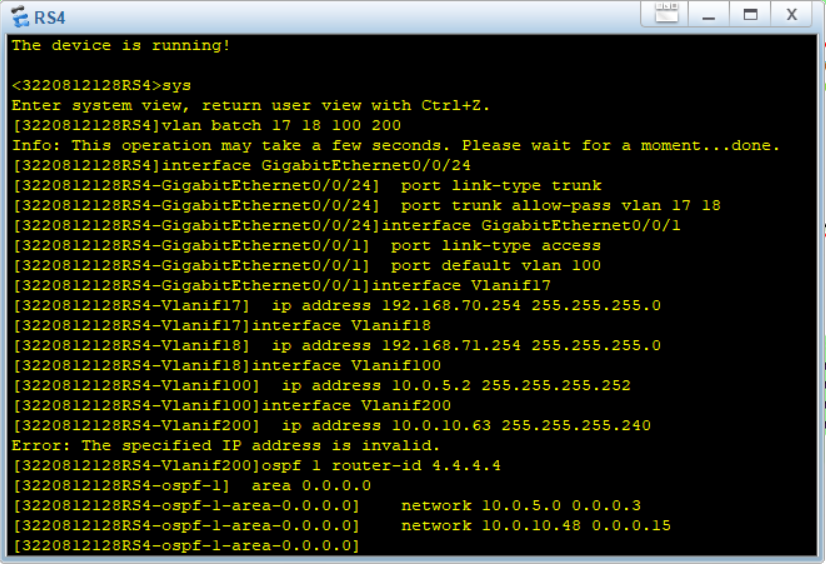 RS4
The device is running!
<3220812128RS4>sys
Enter system view, return user view with Ctrl+Z.
[3220812128RS4]vlan batch 17 18 100 200
Info: This operation may take a few seconds. Please wait for a moment...done.
[3220812128RS4]interface GigabitEthernet0/0/24
[3220812128RS4-GigabitEthernet0/0/24]  port link-type trunk
[3220812128RS4-GigabitEthernet0/0/24]  port trunk allow-pass vlan 17 18
[3220812128RS4-GigabitEthernet0/0/24]interface GigabitEthernet0/0/1
[3220812128RS4-GigabitEthernet0/0/1]  port link-type access
[3220812128RS4-GigabitEthernet0/0/1]  port default vlan 100
[3220812128RS4-GigabitEthernet0/0/1]interface Vlanif17
[3220812128RS4-Vlanif17]  ip address 192.168.70.254 255.255.255.0
[3220812128RS4-Vlanif17]interface Vlanif18
[3220812128RS4-Vlanif18]  ip address 192.168.71.254 255.255.255.0
[3220812128RS4-Vlanif18]interface Vlanif100
[3220812128RS4-Vlanif100]  ip address 10.0.5.2 255.255.255.252
[3220812128RS4-Vlanif100]interface Vlanif200
[3220812128RS4-Vlanif200]  ip address 10.0.10.63 255.255.255.240
Error: The specified IP address is invalid.
[3220812128RS4-Vlanif200]ospf 1 router-id 4.4.4.4
[3220812128RS4-ospf-1]  area 0.0.0.0
[3220812128RS4-ospf-1-area-0.0.0.0]    network 10.0.5.0 0.0.0.3
[3220812128RS4-ospf-1-area-0.0.0.0]    network 10.0.10.48 0.0.0.15
[3220812128RS4-ospf-1-area-0.0.0.0]